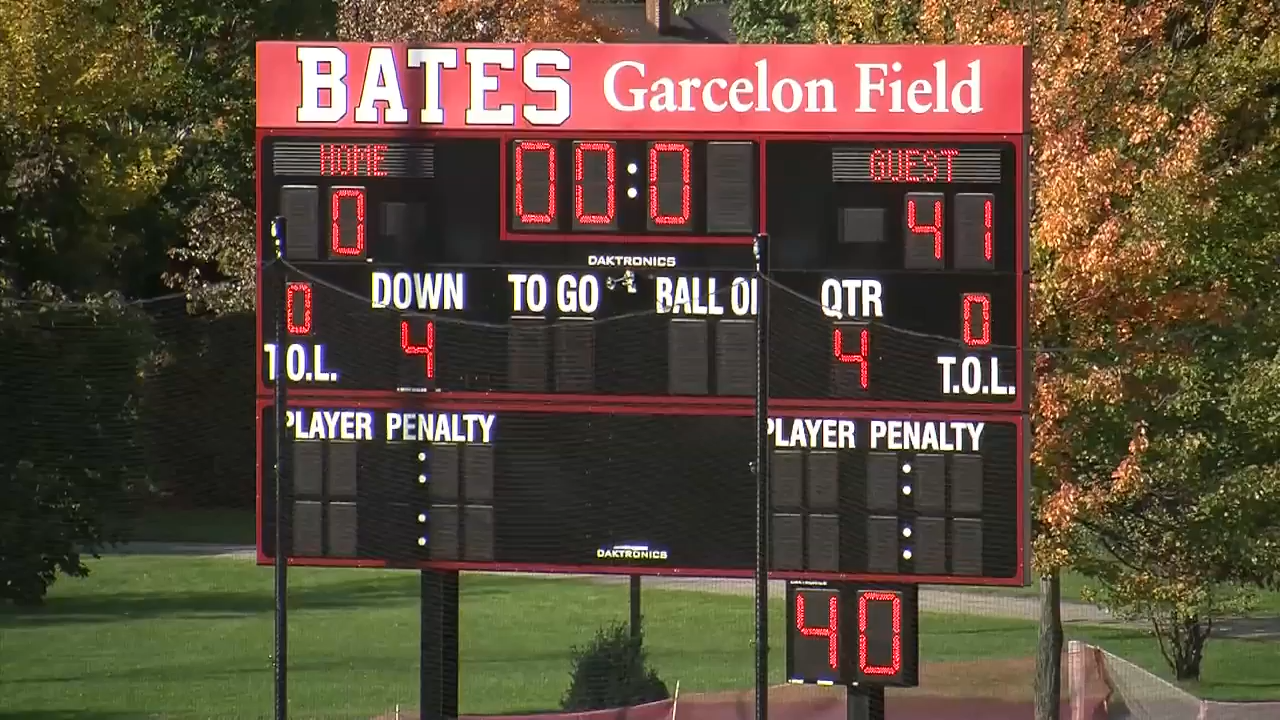 BATES Garcelon Field
HOME 00:0 GUEST
0 41
DAKTRONICS
DOWN TO GO BALL QTR
0 4 4 0
T.O.L. T.O.L.
PLAYER PENALTY PLAYER PENALTY
DAKTRONICS
40